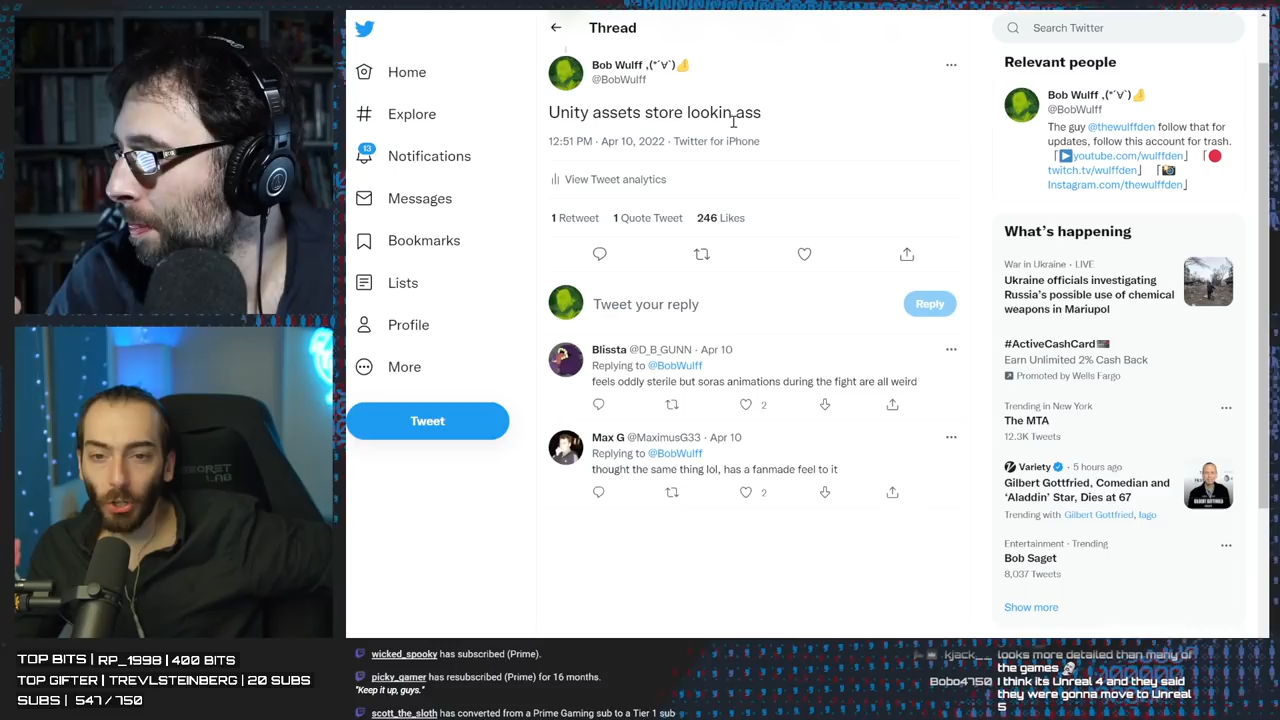 Home
Explore
13
Notifications
Messages
Bookmarks
Lists
Profile
More
Tweet
Thread
Bob Wulff ,(*´∀`)🤳
@BobWulff
Unity assets store lookin ass
12:51 PM · Apr 10, 2022 · Twitter for iPhone
View Tweet analytics
1 Retweet 1 Quote Tweet 246 Likes
Tweet your reply
Reply
Blissta @D_B_GUNN · Apr 10
Replying to @BobWulff
feels oddly sterile but soras animations during the fight are all weird
2
Max G @MaximusG33 · Apr 10
Replying to @BobWulff
thought the same thing lol, has a fanmade feel to it
2
Search Twitter
Relevant people
Bob Wulff ,(*´∀`)🤳
@BobWulff
The guy @thewulffden follow that for
updates, follow this account for trash.
「▶️youtube.com/wulffden」「🔴
twitch.tv/wulffden」「📸
Instagram.com/thewulffden」
What's happening
War in Ukraine · LIVE
Ukraine officials investigating
Russia's possible use of chemical
weapons in Mariupol
#ActiveCashCard
Earn Unlimited 2% Cash Back
Promoted by Wells Fargo
Trending in New York
The MTA
12.3K Tweets
Variety · 5 hours ago
Gilbert Gottfried, Comedian and
‘Aladdin’ Star, Dies at 67
Trending with Gilbert Gottfried, Iago
Entertainment · Trending
Bob Saget
8,037 Tweets
Show more
SECRET
LAB
TOP BITS | RP_1998 | 400 BITS
TOP GIFTER | TREVLSTEINBERG | 20 SUBS
SUBS | 547 / 750
wicked_spooky has subscribed (Prime).
picky_gamer has resubscribed (Prime) for 16 months.
"Keep it up, guys."
scott_the_sloth has converted from a Prime Gaming sub to a Tier 1 sub
kjack__ looks more detailed than many of
the games
Bobo4750 I think its Unreal 4 and they said
they were gonna move to Unreal
5